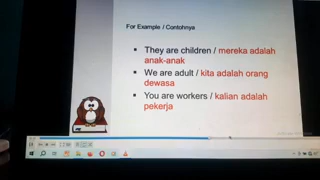 For Example / Contohnya
▪ They are children / mereka adalah
anak-anak
▪ We are adult / kita adalah orang
dewasa
▪ You are workers / kalian adalah
pekerja